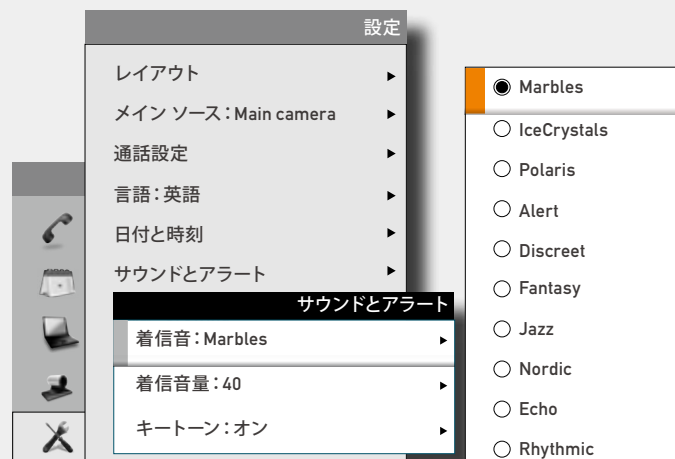 設定
レイアウト
メイン ソース：Main camera
通話設定
言語：英語
日付と時刻
サウンドとアラート
サウンドとアラート
着信音：Marbles
着信音量：40
キートーン：オン
Marbles
IceCrystals
Polaris
Alert
Discreet
Fantasy
Jazz
Nordic
Echo
Rhythmic